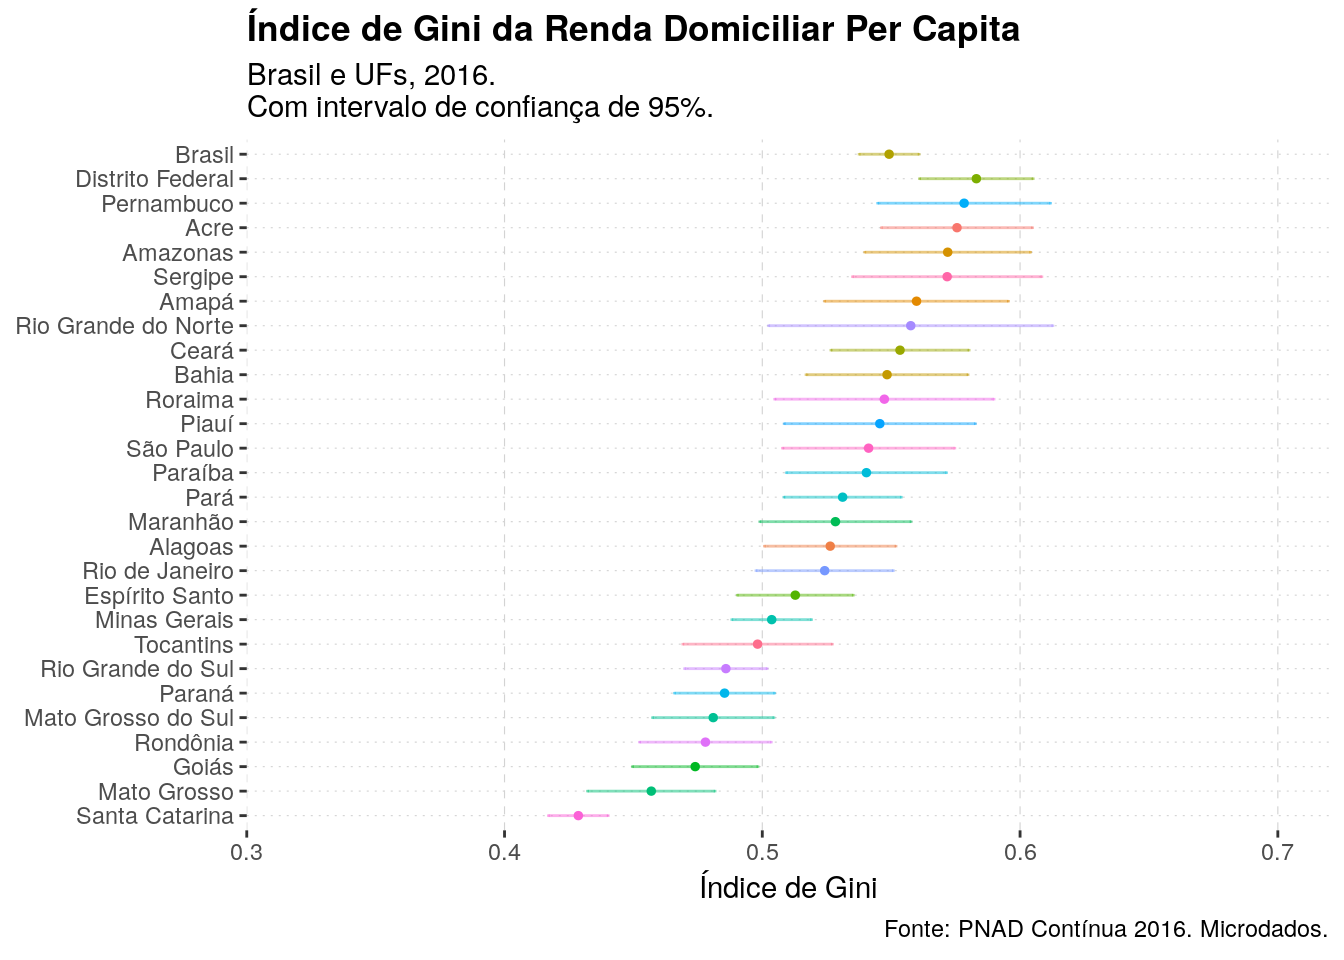 Índice de Gini da Renda Domiciliar Per Capita
Brasil e UFs, 2016.
Com intervalo de confiança de 95%.
Brasil
Distrito Federal
Pernambuco
Acre
Amazonas
Sergipe
Amapá
Rio Grande do Norte
Ceará
Bahia
Roraima
Piauí
São Paulo
Paraíba
Pará
Maranhão
Alagoas
Rio de Janeiro
Espírito Santo
Minas Gerais
Tocantins
Rio Grande do Sul
Paraná
Mato Grosso do Sul
Rondônia
Goiás
Mato Grosso
Santa Catarina
0.3 0.4 0.5 0.6 0.7
Índice de Gini
Fonte: PNAD Contínua 2016. Microdados.